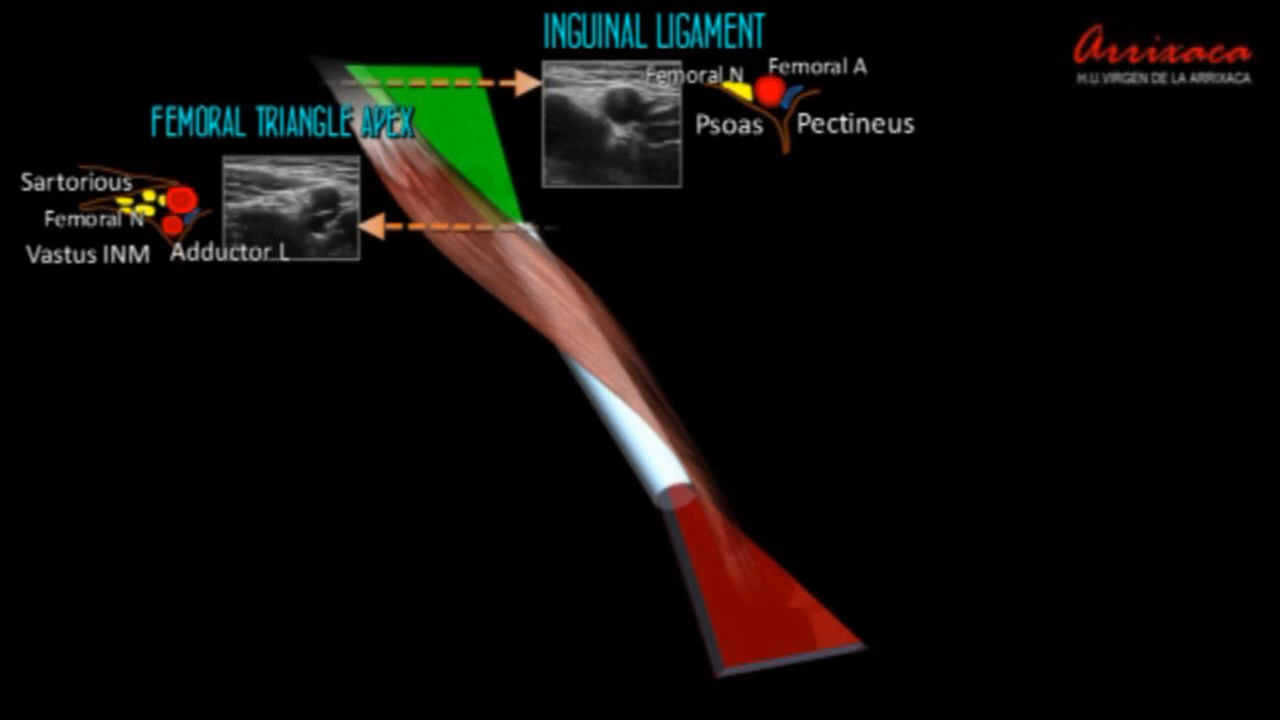 INGUINAL LIGAMENT
Arrixaca
H.U.VIRGEN DE LA ARRIXACA
Femoral N
Femoral A
Psoas
Pectineus
FEMORAL TRIANGLE APEX
Sartorious
Femoral N
Vastus INM
Adductor L